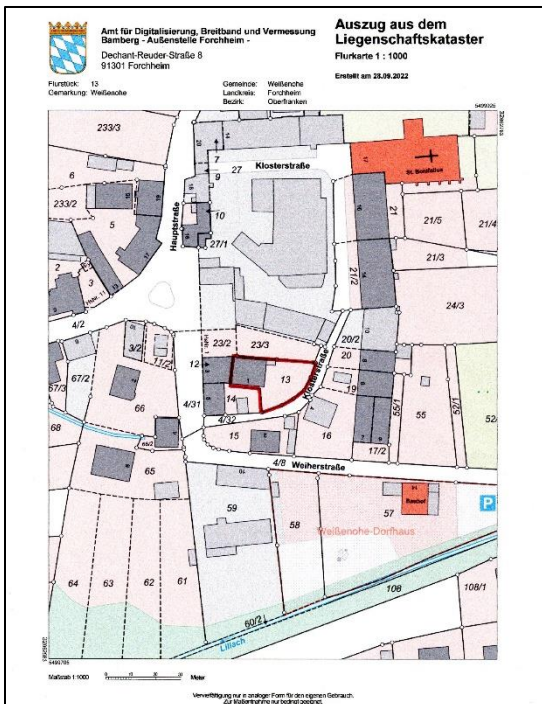 Amt für Digitalisierung, Breitband und Vermessung
Bamberg - Außenstelle Forchheim -
Dechant-Reuder-Straße 8
91301 Forchheim
Auszug aus dem
Liegenschaftskataster
Flurkarte 1 : 1000
Erstellt am 28.09.2022
Flurstück: 13
Gemarkung: Weißenohe
Gemeinde: Weißenohe
Landkreis: Forchheim
Bezirk: Oberfranken
233/3
Klosterstraße
St. Bonifatius
6
233/2
5
7
27
9
10
27/1
Hauptstraße
21
21/5
21/4
21/3
21/2
24/3
2
3
4/2
3/2
11/2
12
23/2
23/3
13
Klosterstraße
20/2
20
19
67/2
57/3
66
4/31
14
4/32
15
16
55/1
55
52/1
17/2
68
66/2
65
4/8
Weiherstraße
59
58
57
Weißenohe-Dorfhaus
P
64
63
62
61
60/2
Lillach
108
108/1
Maßstab 1:1000
Meter
Vervielfältigung nur in analoger Form für den eigenen Gebrauch.
Zur Maßentnahme nur bedingt geeignet.